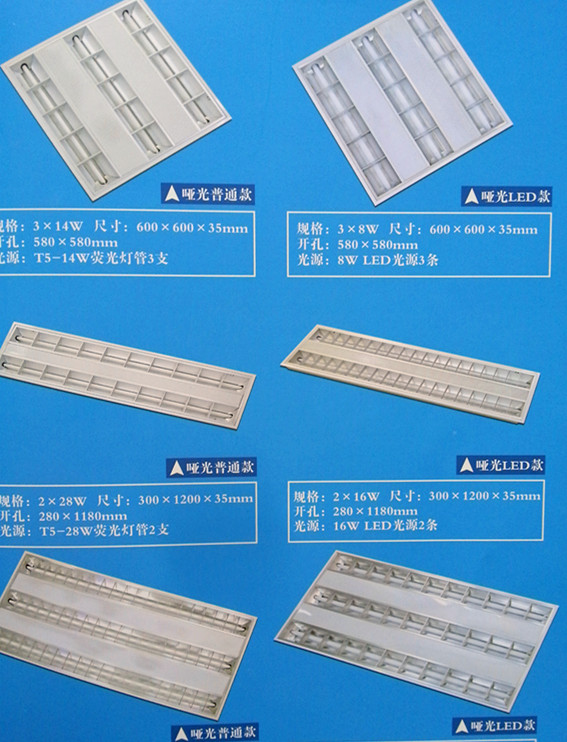 哑光普通款
规格：3×14W 尺寸：600×600×35mm
开孔：580×580mm
光源：T5-14W荧光灯管3支
哑光LED款
规格：3×8W 尺寸：600×600×35mm
开孔：580×580mm
光源：8W LED光源3条
哑光普通款
规格：2×28W 尺寸：300×1200×35mm
开孔：280×1180mm
光源：T5-28W荧光灯管2支
哑光LED款
规格：2×16W 尺寸：300×1200×35mm
开孔：280×1180mm
光源：16W LED光源2条
哑光普通款
哑光LED款